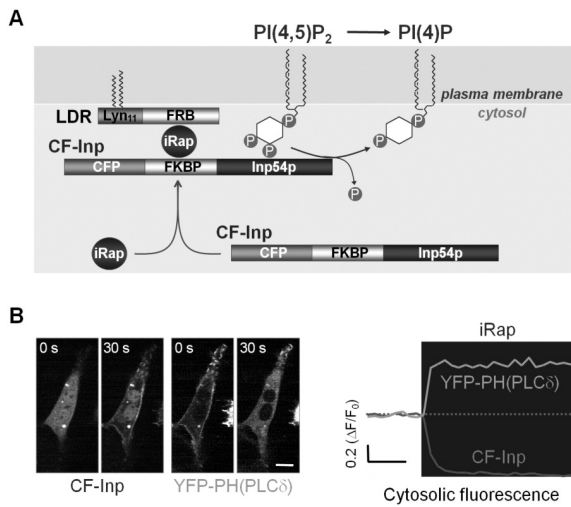 A
PI(4,5)P2 PI(4)P
plasma membrane
cytosol
LDR Lyn11 FRB
iRap
CF-Inp
CFP FKBP Inp54p
P
P P
P
P
P
P
CF-Inp
iRap
CFP FKBP Inp54p
B
0 s 30 s 0 s 30 s
CF-Inp YFP-PH(PLCδ)
iRap
YFP-PH(PLCδ)
0.2 (ΔF/F0)
CF-Inp
Cytosolic fluorescence